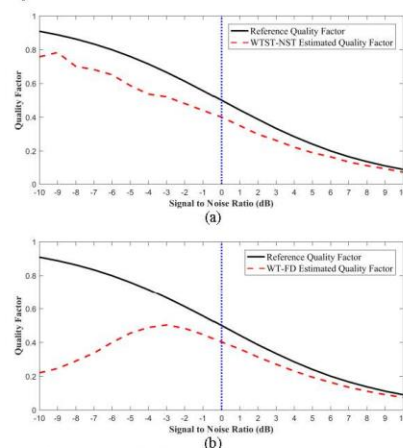 1
Reference Quality Factor
WTST-NST Estimated Quality Factor
0.8
0.6
0.4
0.2
0
Quality Factor
-10 -9 -8 -7 -6 -5 -4 -3 -2 -1 0 1 2 3 4 5 6 7 8 9 10
Signal to Noise Ratio (dB)
(a)
1
Reference Quality Factor
WT-FD Estimated Quality Factor
0.8
0.6
0.4
0.2
0
Quality Factor
-10 -9 -8 -7 -6 -5 -4 -3 -2 -1 0 1 2 3 4 5 6 7 8 9 10
Signal to Noise Ratio (dB)
(b)